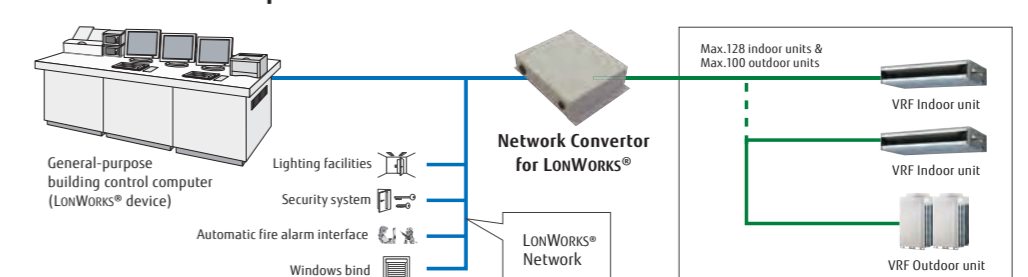 General-purpose
building control computer
(LONWORKS® device)
Lighting facilities
Security system
Automatic fire alarm interface
Windows bind
Network Convertor
for LONWORKS®
LONWORKS®
Network
Max.128 indoor units &
Max.100 outdoor units
VRF Indoor unit
VRF Indoor unit
VRF Outdoor unit